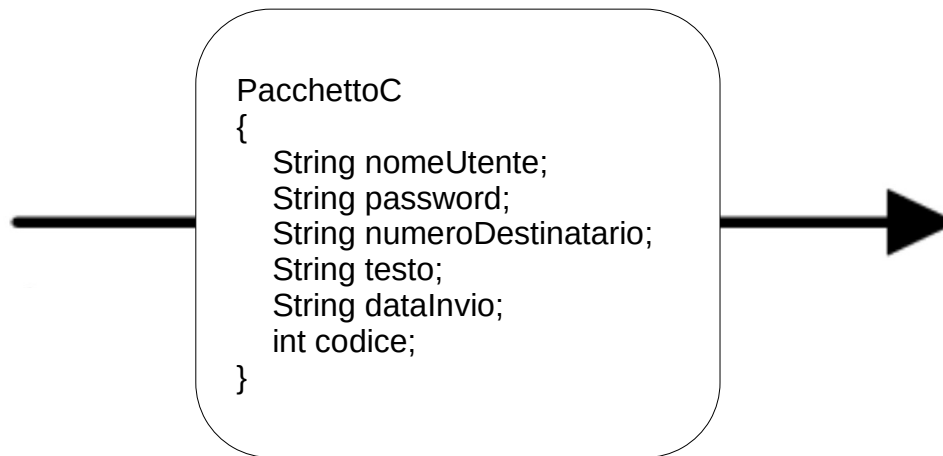 PacchettoC
{
String nomeUtente;
String password;
String numeroDestinatario;
String testo;
String dataInvio;
int codice;
}